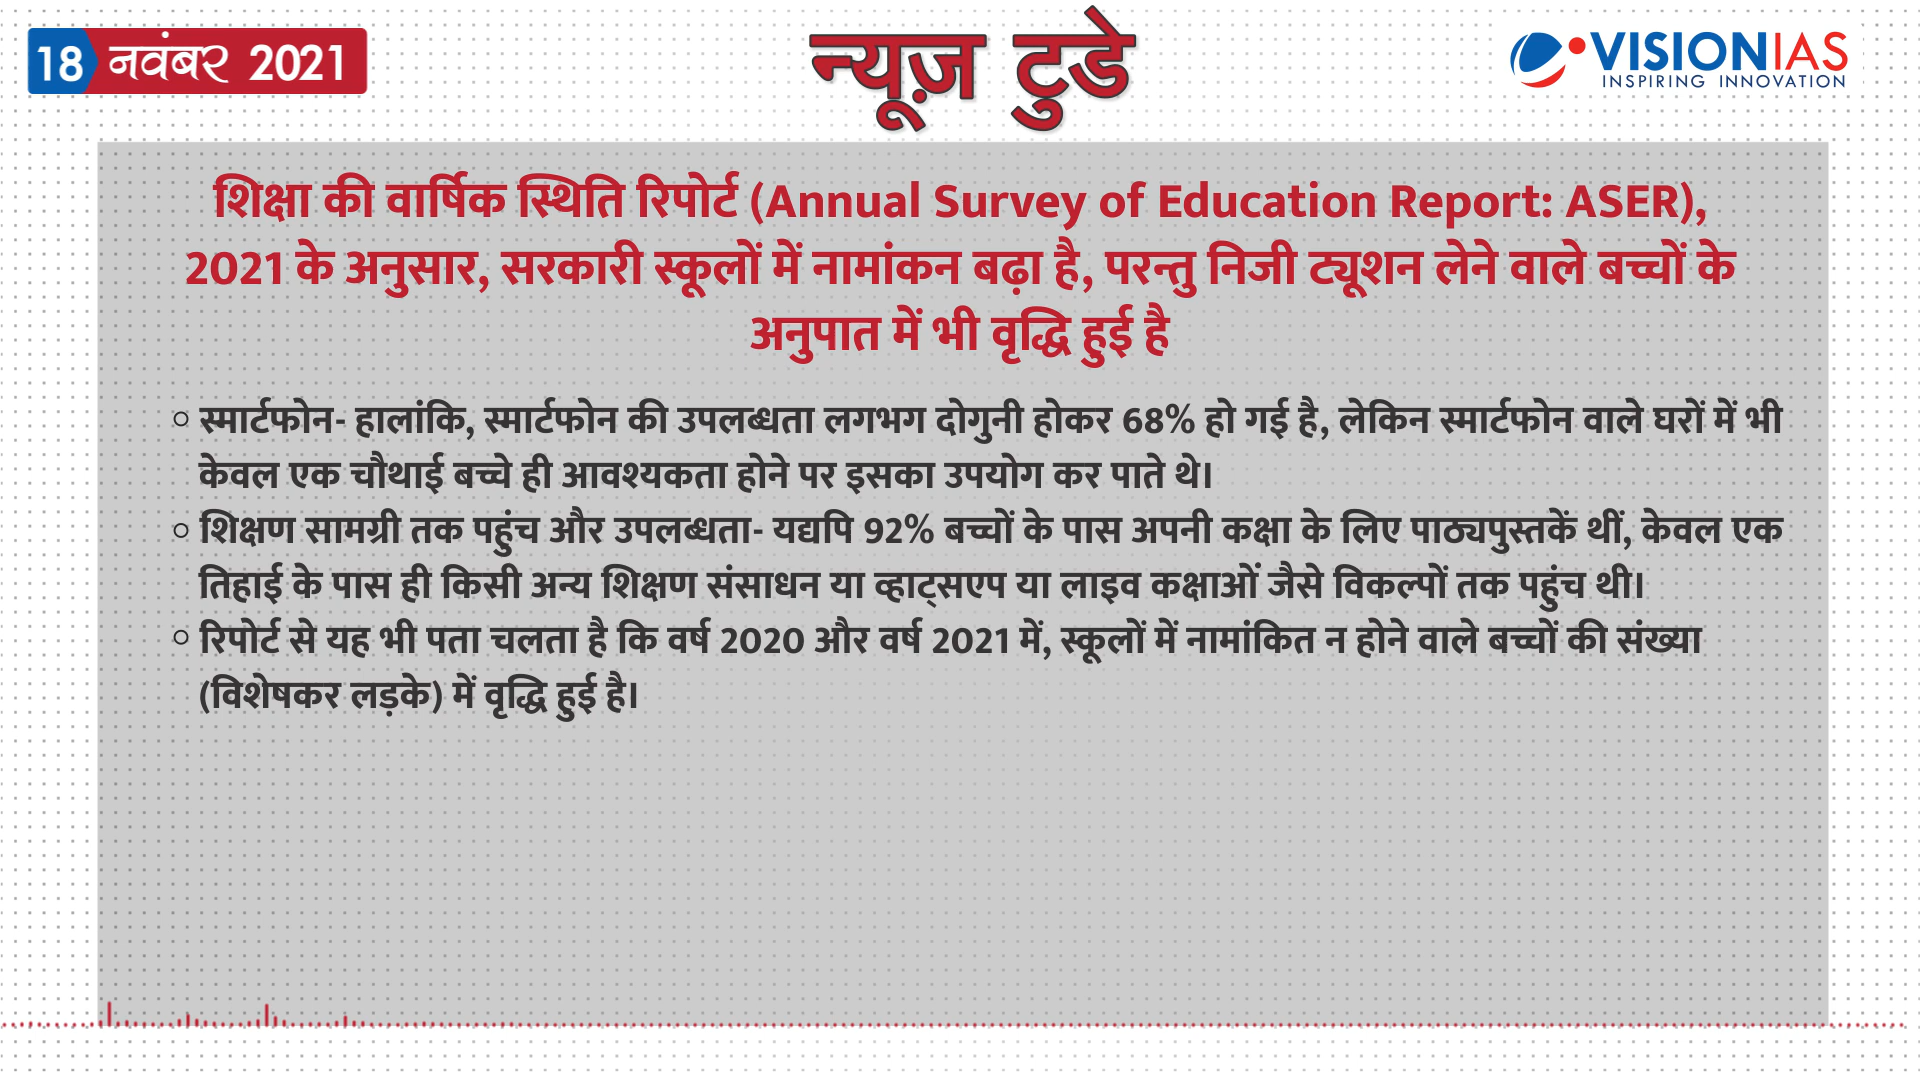 18 नवंबर 2021
न्यूज़ टुडे
VISIONIAS
INSPIRING INNOVATION
शिक्षा की वार्षिक स्थिति रिपोर्ट (Annual Survey of Education Report: ASER),
2021 के अनुसार, सरकारी स्कूलों में नामांकन बढ़ा है, परन्तु निजी ट्यूशन लेने वाले बच्चों के
अनुपात में भी वृद्धि हुई है
○ स्मार्टफोन- हालांकि, स्मार्टफोन की उपलब्धता लगभग दोगुनी होकर 68% हो गई है, लेकिन स्मार्टफोन वाले घरों में भी
केवल एक चौथाई बच्चे ही आवश्यकता होने पर इसका उपयोग कर पाते थे।
○ शिक्षण सामग्री तक पहुंच और उपलब्धता- यद्यपि 92% बच्चों के पास अपनी कक्षा के लिए पाठ्यपुस्तकें थीं, केवल एक
तिहाई के पास ही किसी अन्य शिक्षण संसाधन या व्हाट्सएप या लाइव कक्षाओं जैसे विकल्पों तक पहुंच थी।
○ रिपोर्ट से यह भी पता चलता है कि वर्ष 2020 और वर्ष 2021 में, स्कूलों में नामांकित न होने वाले बच्चों की संख्या
(विशेषकर लड़के) में वृद्धि हुई है।